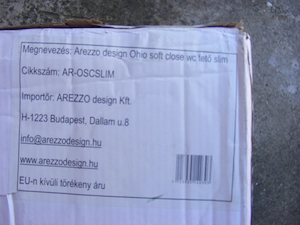 Megnevezés: Arezzo design Ohio soft close wc tető slim
Cikkszám: AR-OSCSLIM
Importőr: AREZZO design Kft.
H-1223 Budapest, Dallam u.8
info@arezzodesign.hu
www.arezzodesign.hu
EU-n kívüli törékeny áru